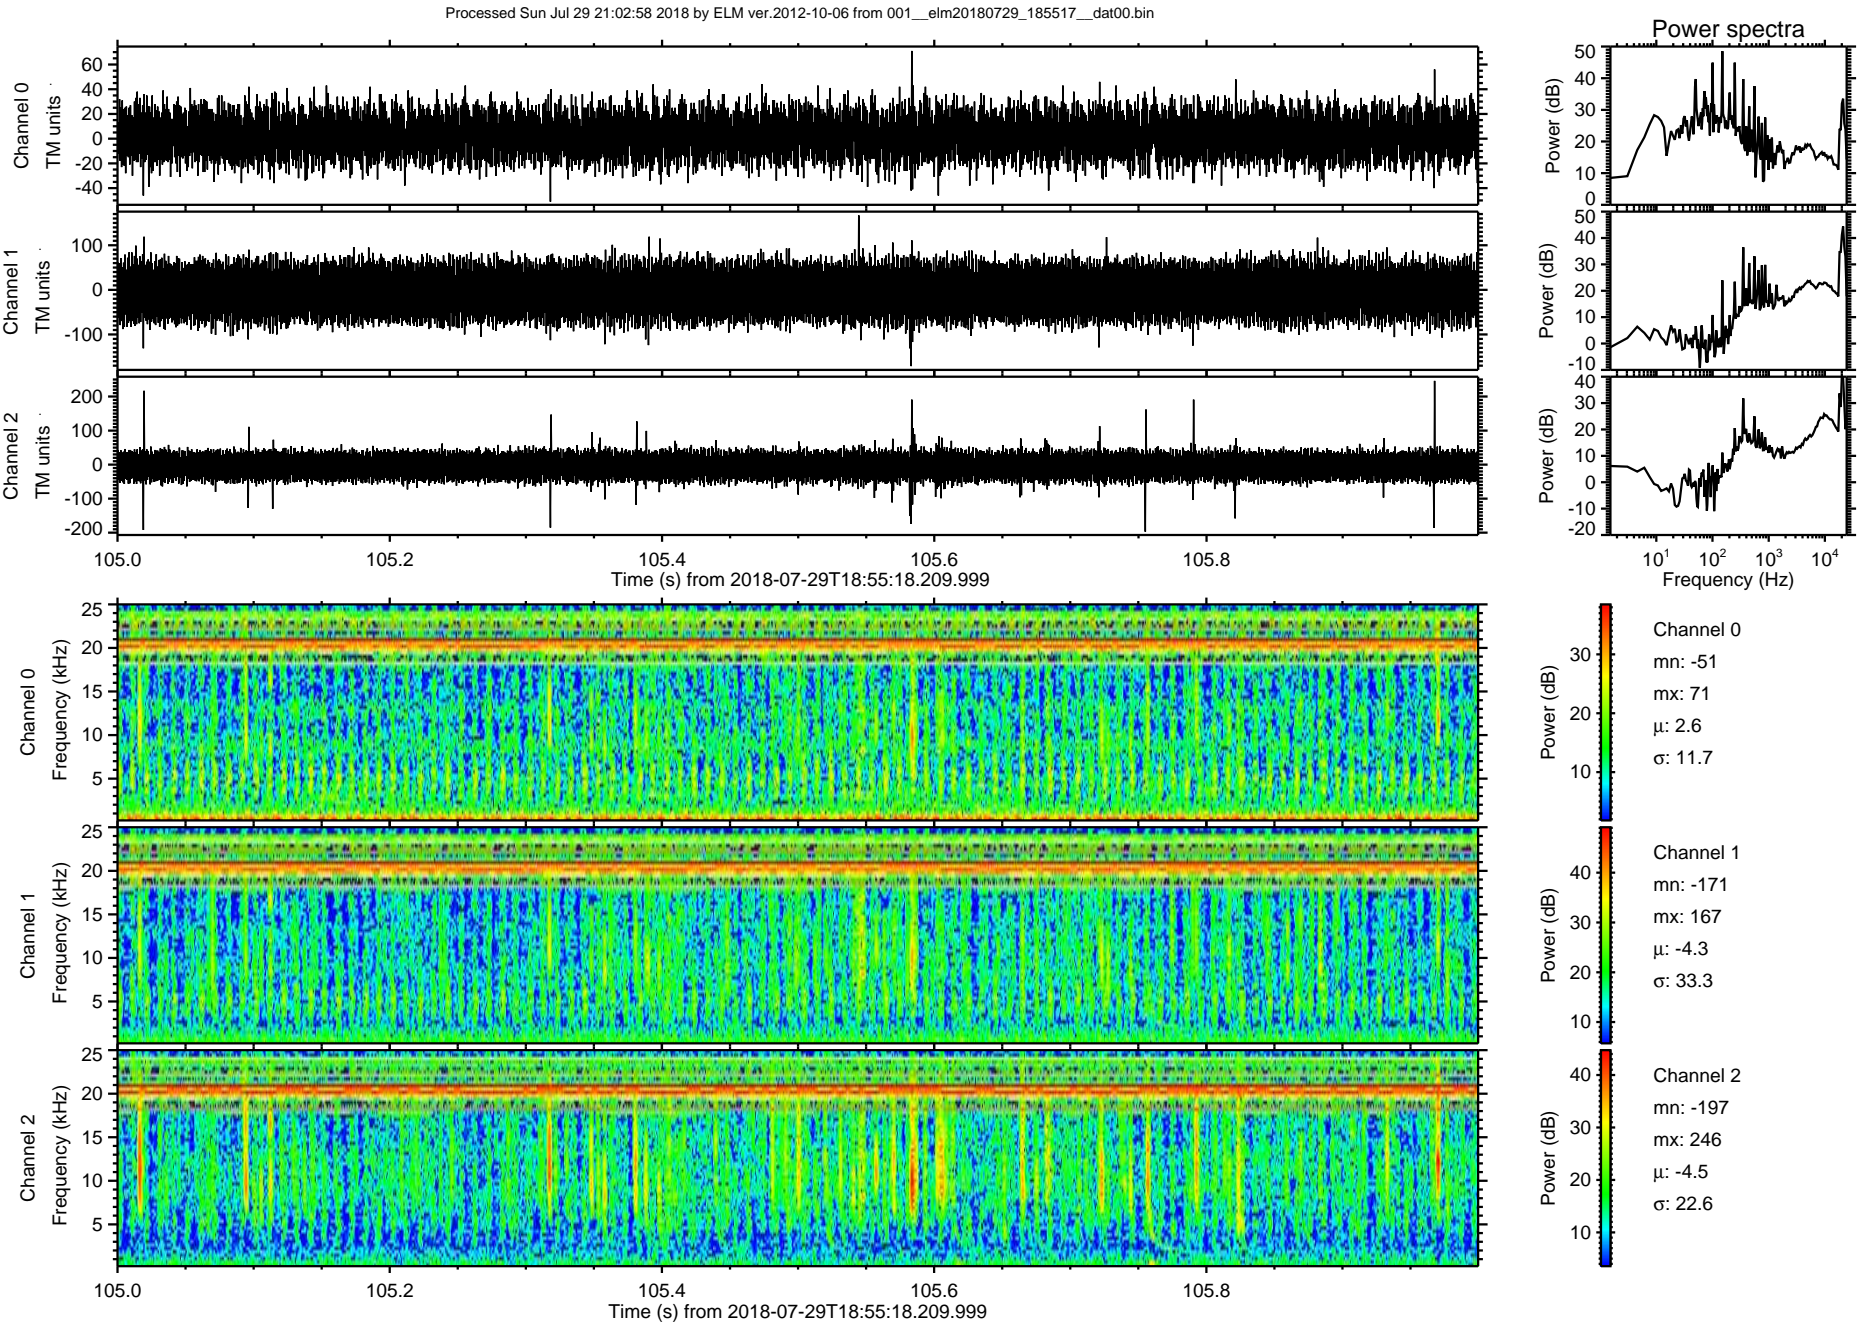 Processed Sun Jul 29 21:02:58 2018 by ELM ver.2012-10-06 from 001__elm20180729_185517__dat00.bin
Power spectra
Channel 0
TM units
60
40
20
0
-20
-40
Power (dB)
50
40
30
20
10
0
Channel 1
TM units
100
0
-100
Power (dB)
50
40
30
20
10
0
-10
Channel 2
TM units
200
100
0
-100
-200
Power (dB)
40
30
20
10
0
-10
-20
105.0 105.2 105.4 105.6 105.8
Time (s) from 2018-07-29T18:55:18.209.999
10^1 10^2 10^3 10^4
Frequency (Hz)
Channel 0
Frequency (kHz)
25
20
15
10
5
Power (dB)
30
20
10
Channel 0
mn: -51
mx: 71
μ: 2.6
σ: 11.7
Channel 1
Frequency (kHz)
25
20
15
10
5
Power (dB)
40
30
20
10
Channel 1
mn: -171
mx: 167
μ: -4.3
σ: 33.3
Channel 2
Frequency (kHz)
25
20
15
10
5
Power (dB)
40
30
20
10
Channel 2
mn: -197
mx: 246
μ: -4.5
σ: 22.6
105.0 105.2 105.4 105.6 105.8
Time (s) from 2018-07-29T18:55:18.209.999